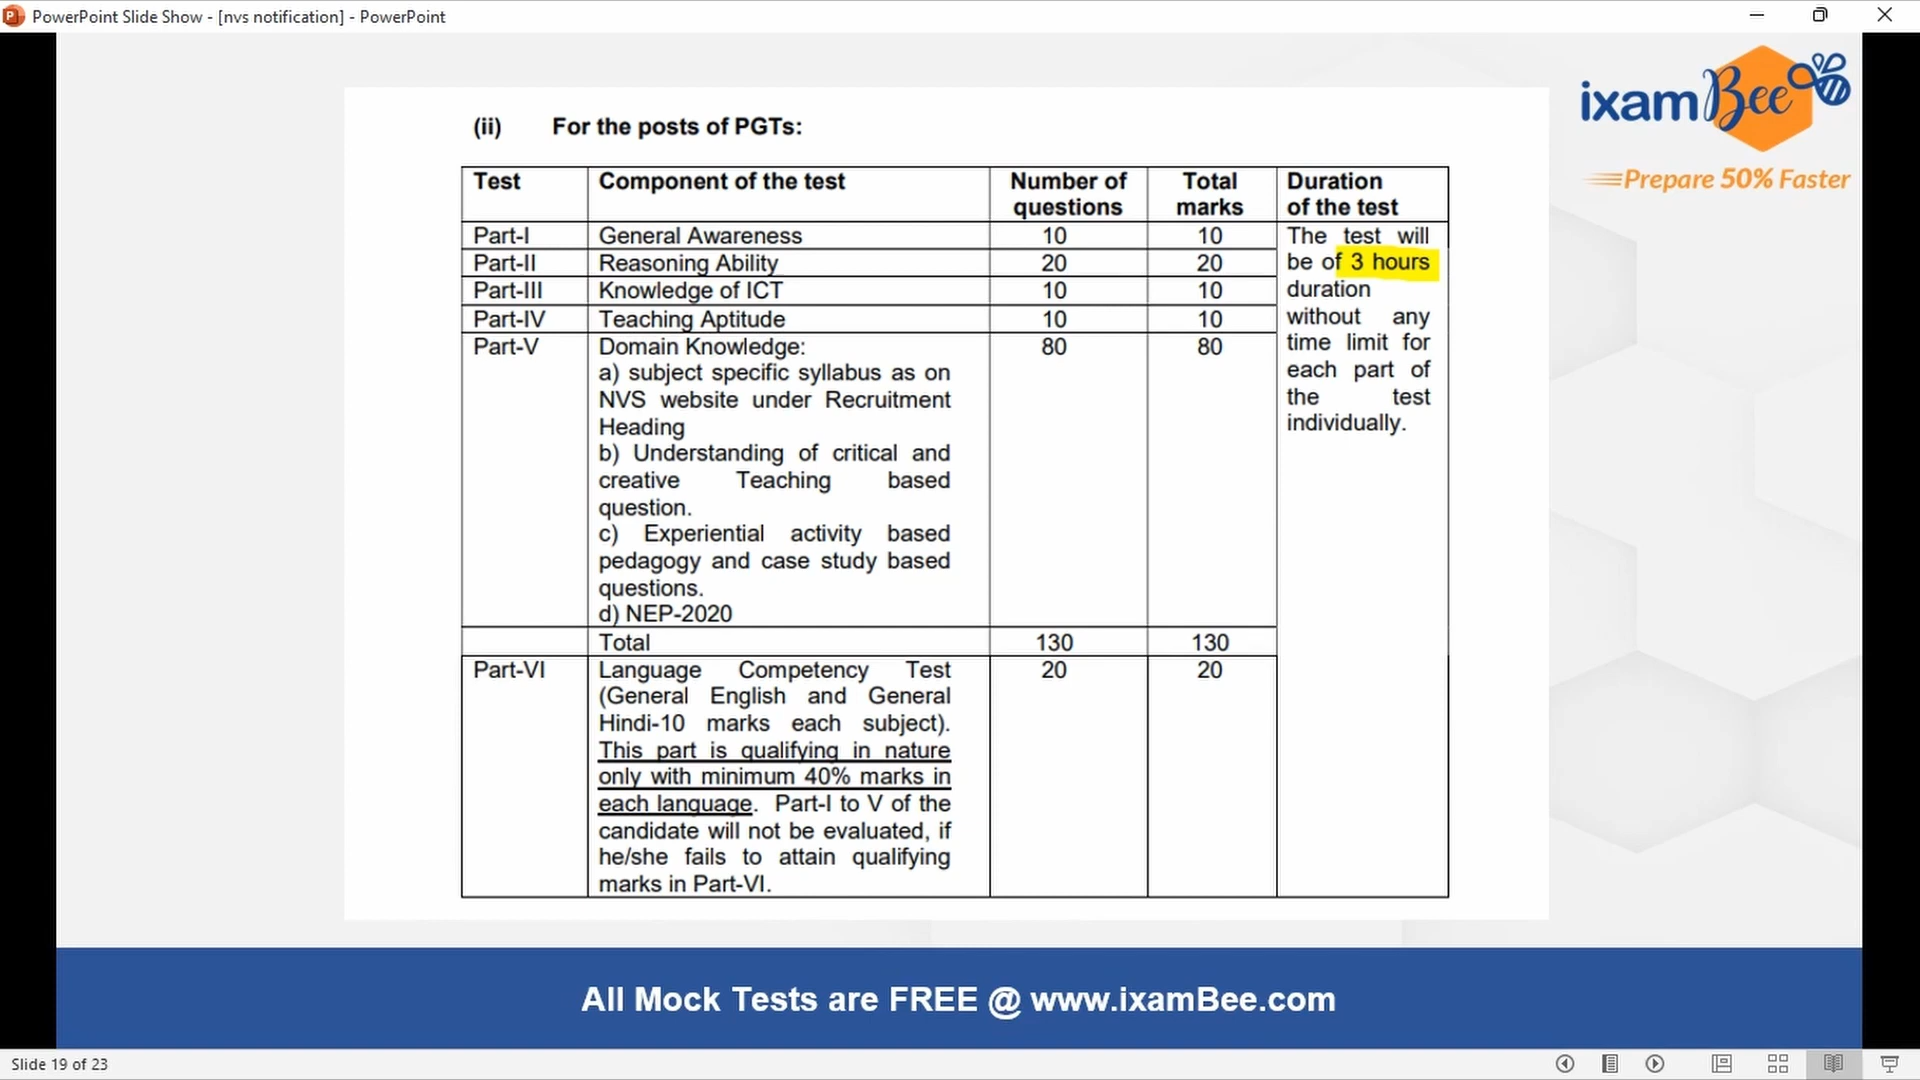 PowerPoint Slide Show - [nvs notification] - PowerPoint
ixamBee
Prepare 50% Faster
(ii) For the posts of PGTs:
Test Component of the test Number of questions Total marks Duration of the test
Part-I General Awareness 10 10
Part-II Reasoning Ability 20 20
Part-III Knowledge of ICT 10 10
Part-IV Teaching Aptitude 10 10
Part-V Domain Knowledge: 80 80
a) subject specific syllabus as on
NVS website under Recruitment
Heading
b) Understanding of critical and
creative Teaching based
question.
c) Experiential activity based
pedagogy and case study based
questions.
d) NEP-2020
Total 130 130
Part-VI Language Competency Test 20 20
(General English and General
Hindi-10 marks each subject).
This part is qualifying in nature
only with minimum 40% marks in
each language. Part-I to V of the
candidate will not be evaluated, if
he/she fails to attain qualifying
marks in Part-VI.
The test will
be of 3 hours
duration
without any
time limit for
each part of
the test
individually.
All Mock Tests are FREE @ www.ixamBee.com
Slide 19 of 23